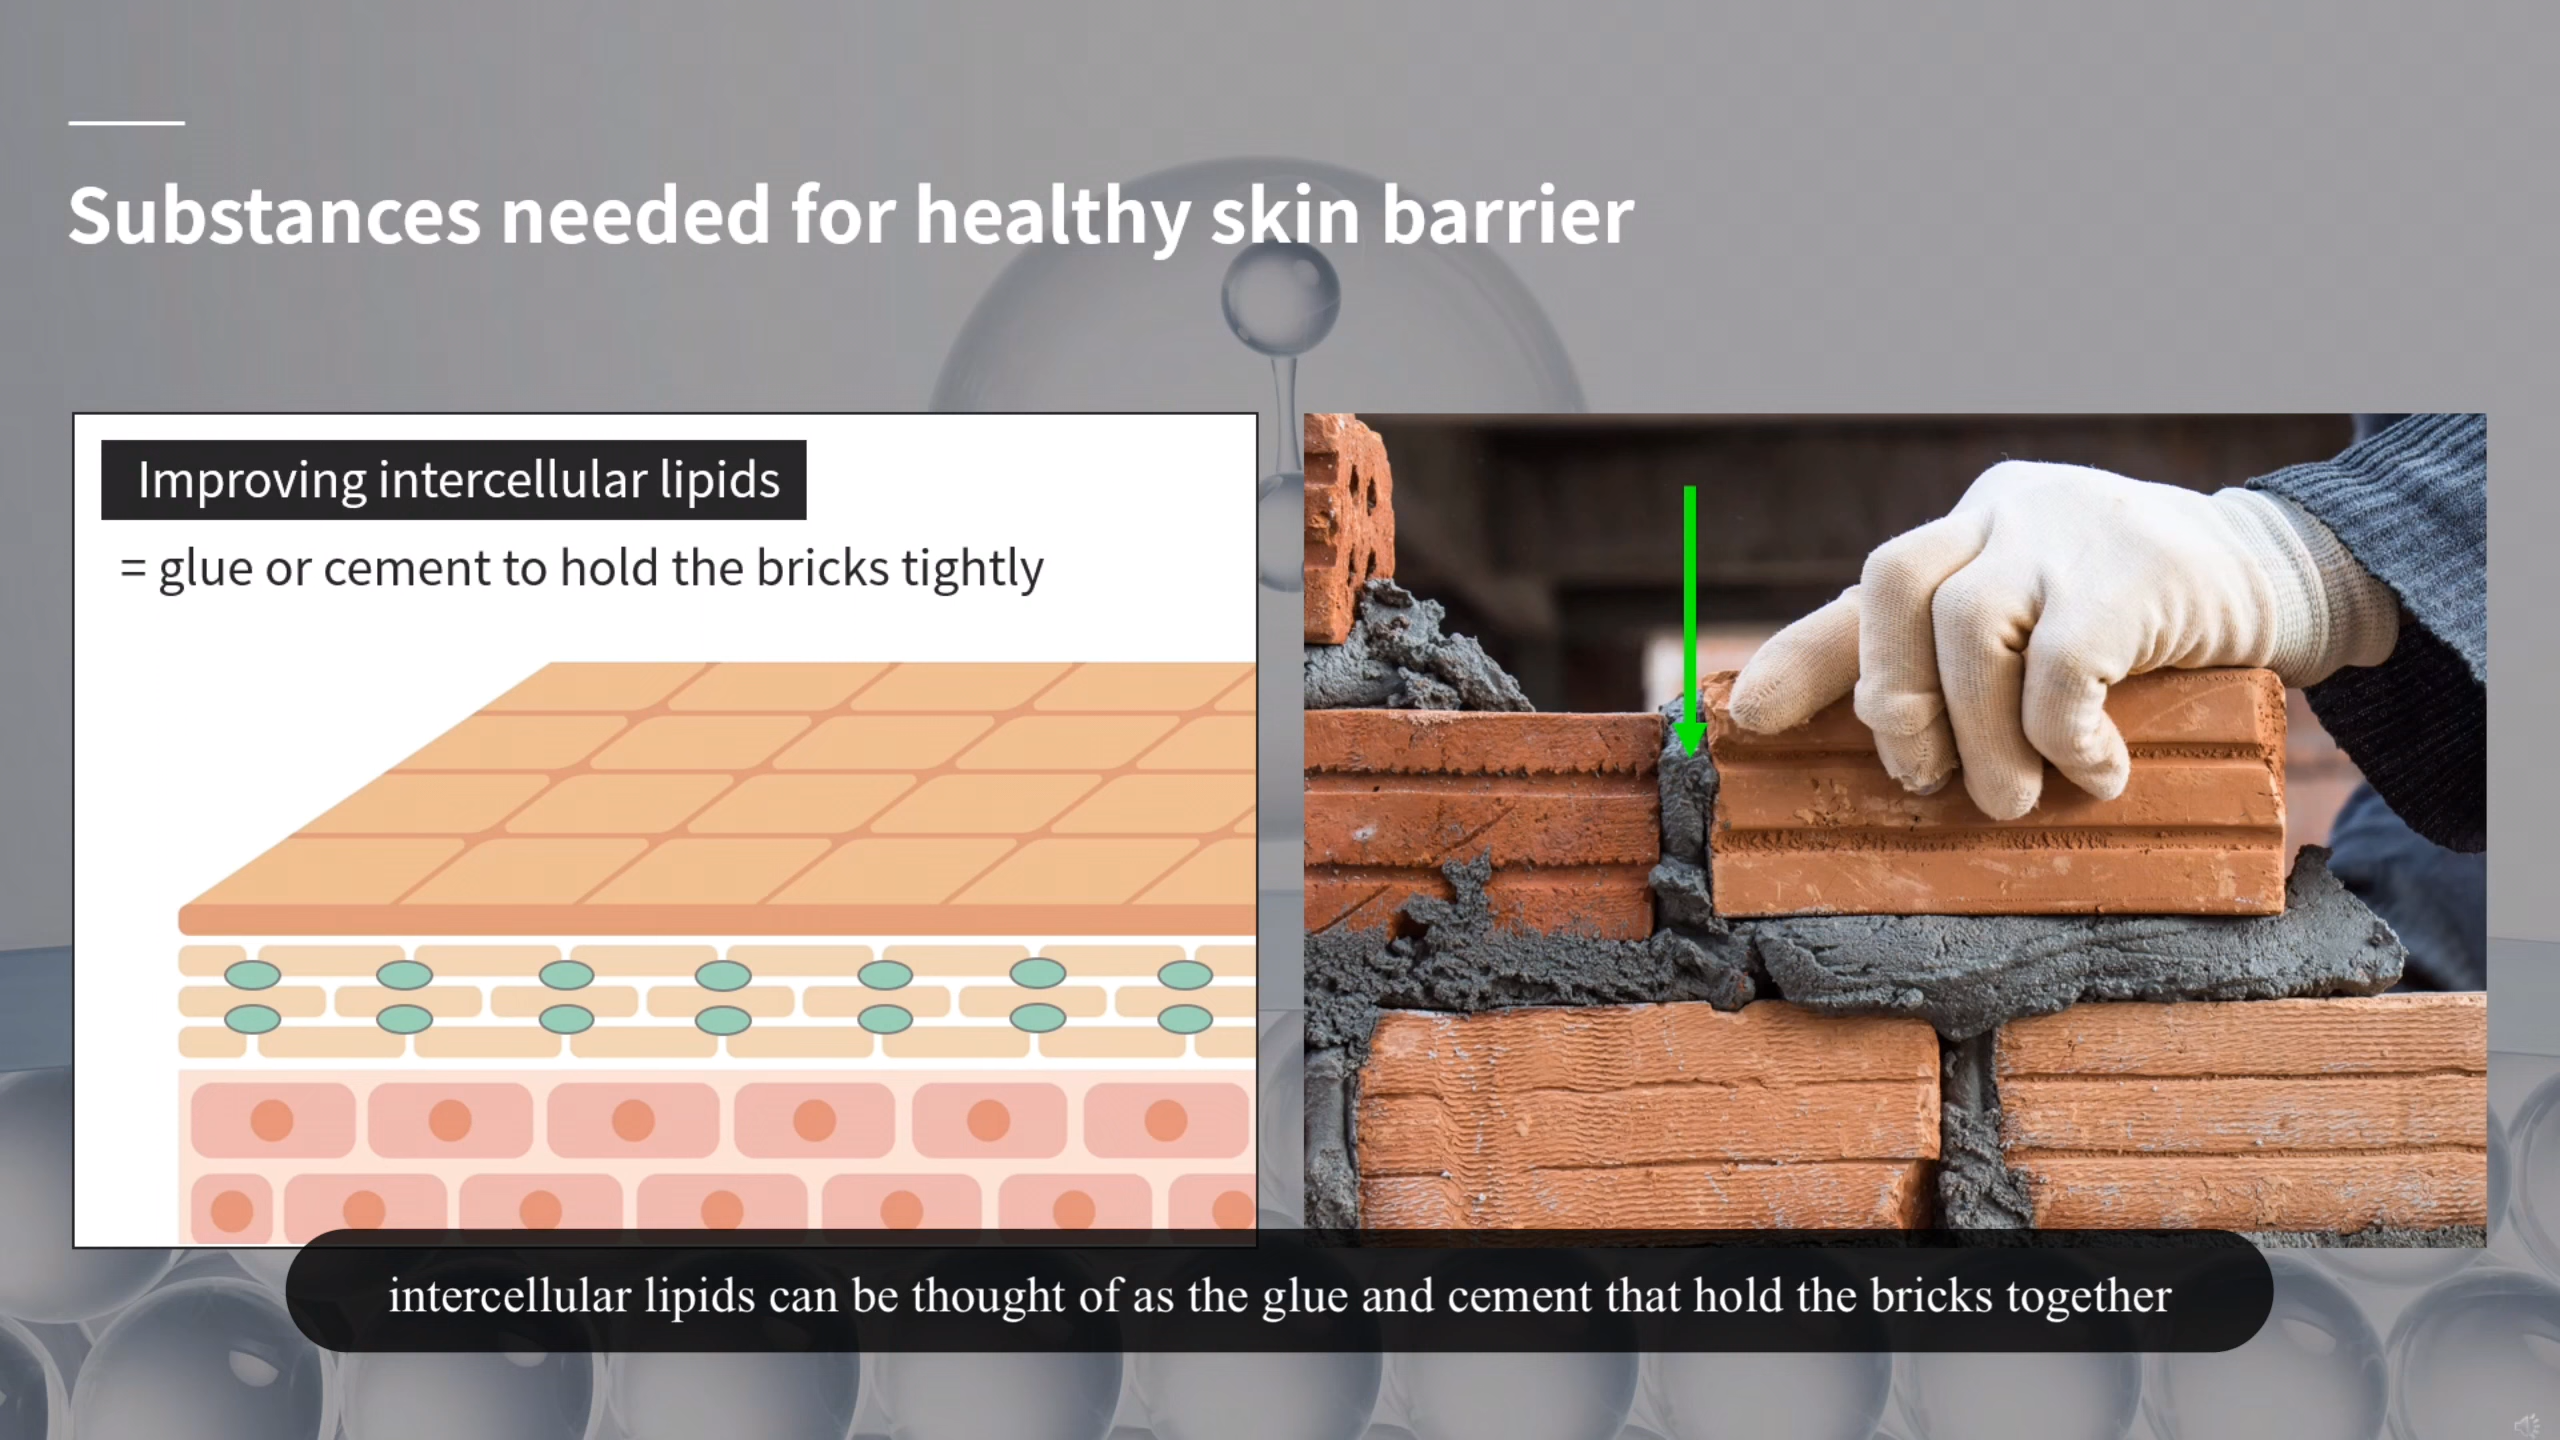 Substances needed for healthy skin barrier
Improving intercellular lipids
= glue or cement to hold the bricks tightly
intercellular lipids can be thought of as the glue and cement that hold the bricks together